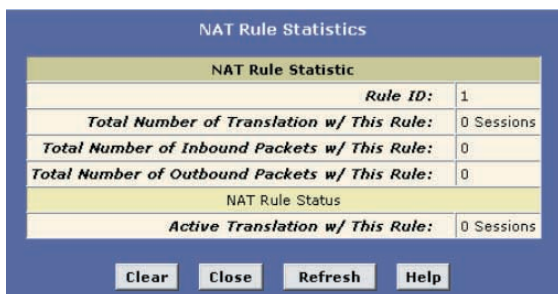 NAT Rule Statistics
NAT Rule Statistic
Rule ID: 1
Total Number of Translation w/ This Rule: 0 Sessions
Total Number of Inbound Packets w/ This Rule: 0
Total Number of Outbound Packets w/ This Rule: 0
NAT Rule Status
Active Translation w/ This Rule: 0 Sessions
Clear Close Refresh Help